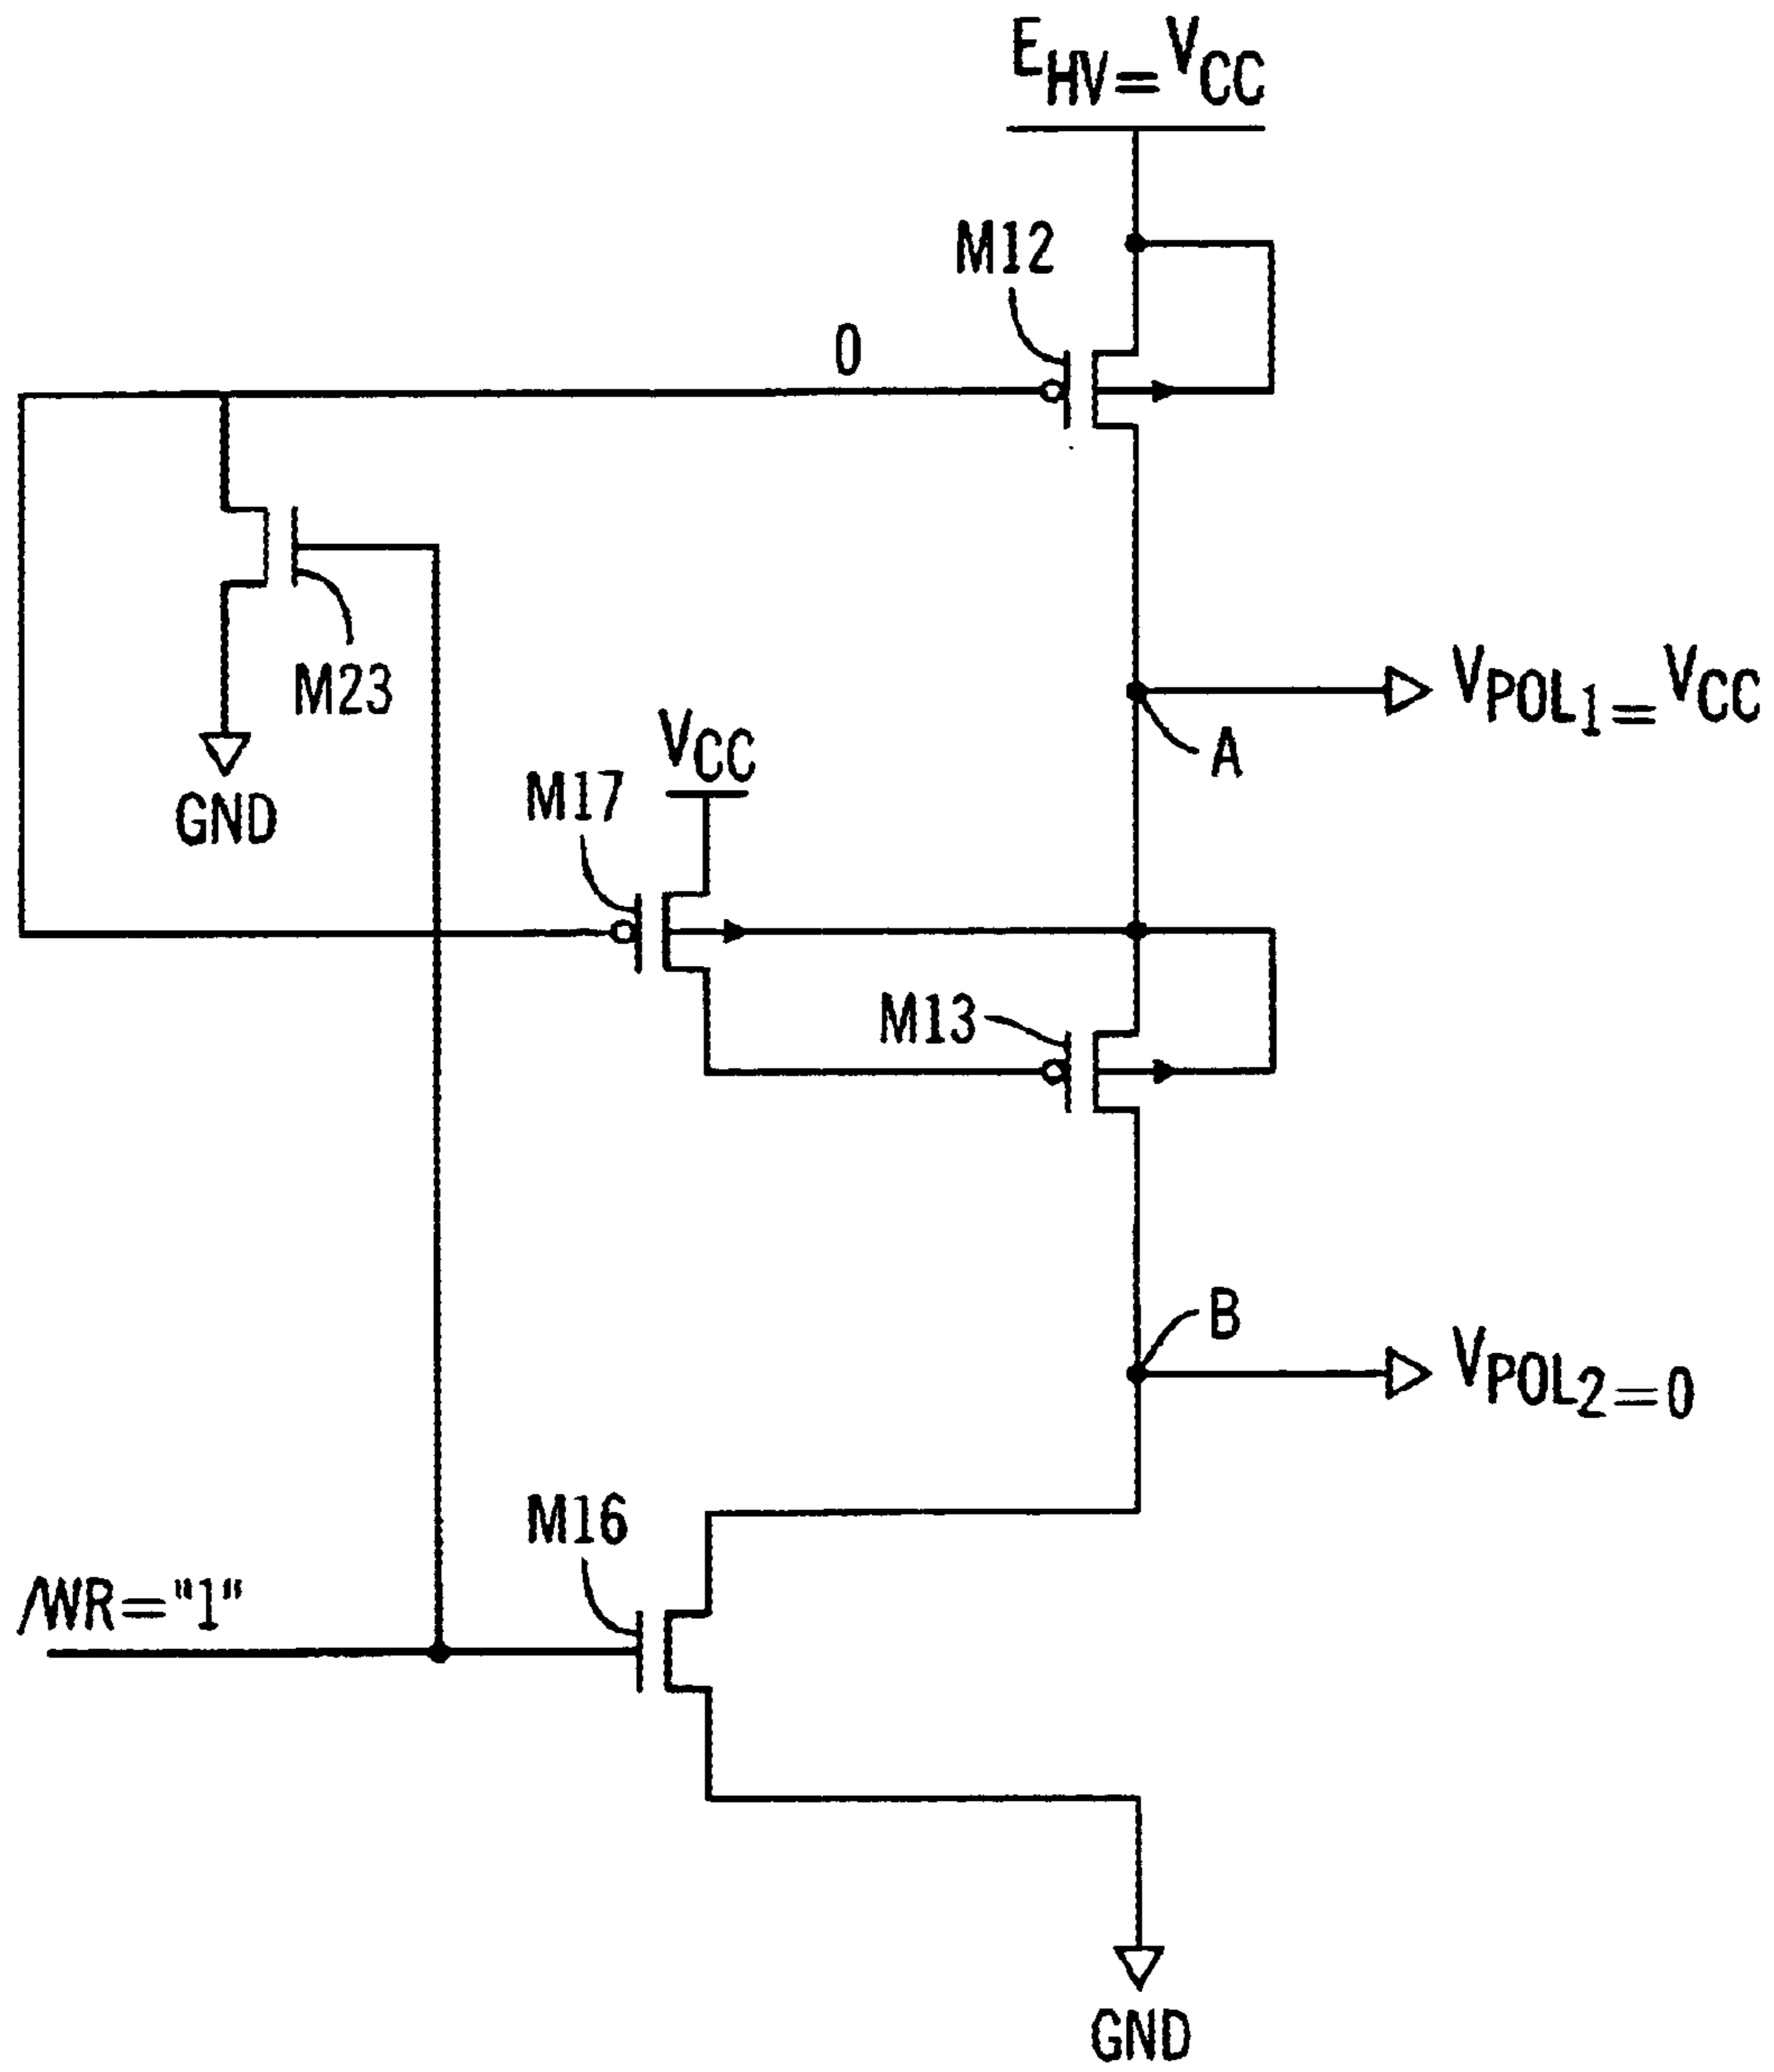 EHV=VCC
M12
0
M23
VPOL1=VCC
A
VCC
M17
GND
M13
B
VPOL2=0
M16
/WR="1"
GND